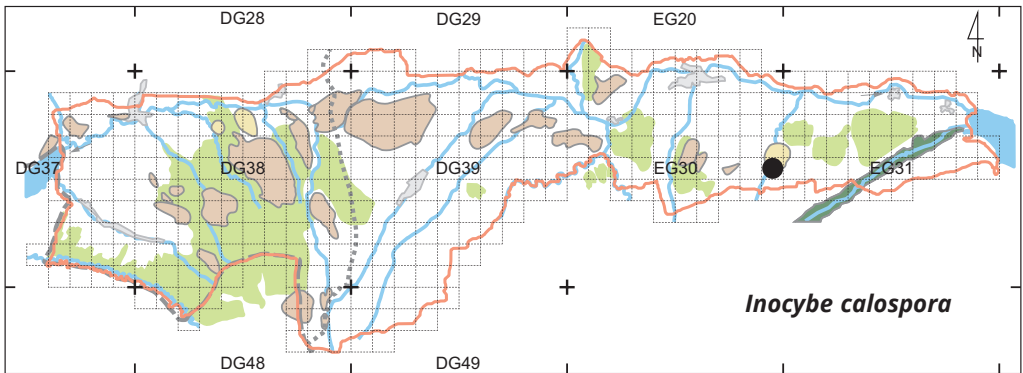 DG28 DG29 EG20
N
DG37 DG38 DG39 EG30 EG31
Inocybe calospora
DG48 DG49